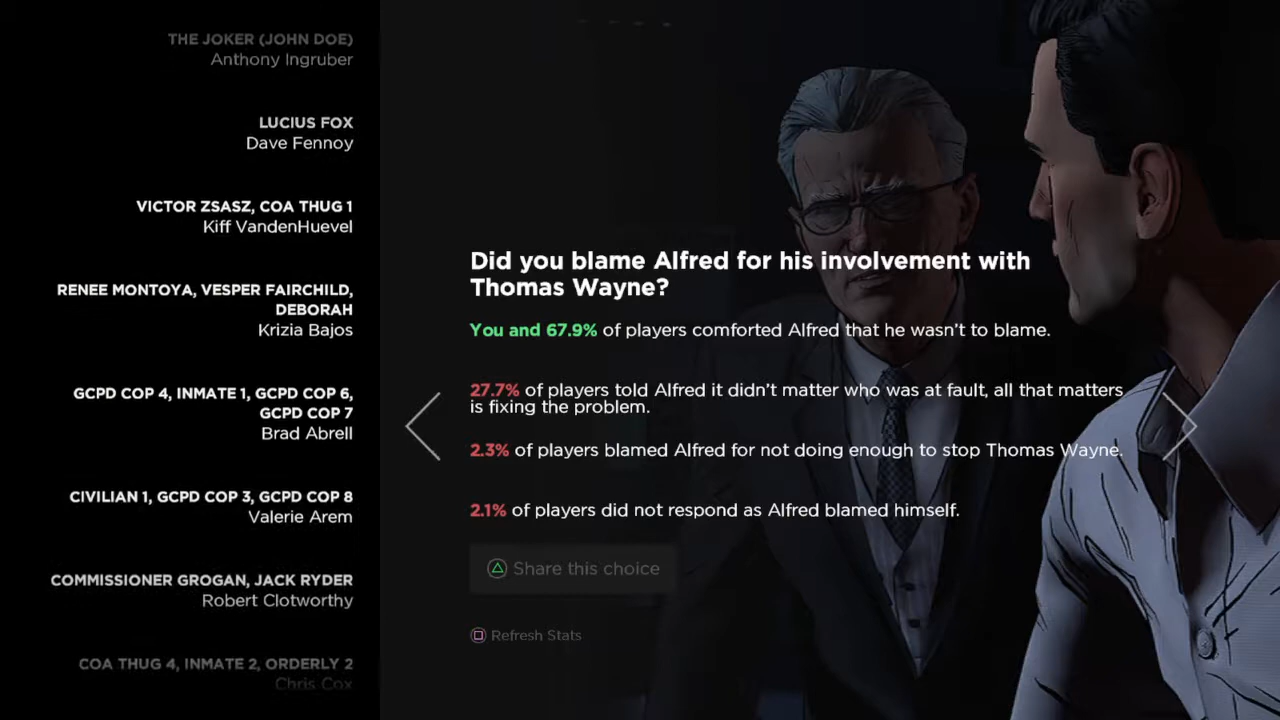 THE JOKER (JOHN DOE)
Anthony Ingruber
LUCIUS FOX
Dave Fennoy
VICTOR ZSASZ, COA THUG 1
Kiff VandenHuevel
RENEE MONTOYA, VESPER FAIRCHILD,
DEBORAH
Krizia Bajos
GCPD COP 4, INMATE 1, GCPD COP 6,
GCPD COP 7
Brad Abrell
CIVILIAN 1, GCPD COP 3, GCPD COP 8
Valerie Arem
COMMISSIONER GROGAN, JACK RYDER
Robert Clotworthy
COA THUG 4, INMATE 2, ORDERLY 2
Chris Cox
Did you blame Alfred for his involvement with
Thomas Wayne?
You and 67.9% of players comforted Alfred that he wasn't to blame.
27.7% of players told Alfred it didn't matter who was at fault, all that matters
is fixing the problem.
2.3% of players blamed Alfred for not doing enough to stop Thomas Wayne.
2.1% of players did not respond as Alfred blamed himself.
Share this choice
Refresh Stats